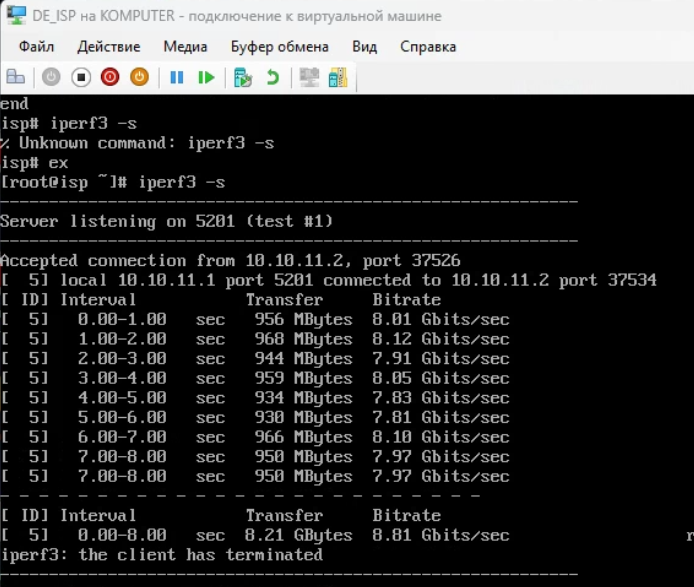 DE_ISP на KOMPUTER - подключение к виртуальной машине
Файл Действие Медиа Буфер обмена Вид Справка
end
isp# iperf3 -s
% Unknown command: iperf3 -s
isp# ex
[root@isp ~]# iperf3 -s
-----------------------------------------------------------
Server listening on 5201 (test #1)
-----------------------------------------------------------
Accepted connection from 10.10.11.2, port 37526
[  5] local 10.10.11.1 port 5201 connected to 10.10.11.2 port 37534
[ ID] Interval           Transfer     Bitrate
[  5]   0.00-1.00   sec   956 MBytes  8.01 Gbits/sec
[  5]   1.00-2.00   sec   968 MBytes  8.12 Gbits/sec
[  5]   2.00-3.00   sec   944 MBytes  7.91 Gbits/sec
[  5]   3.00-4.00   sec   959 MBytes  8.05 Gbits/sec
[  5]   4.00-5.00   sec   934 MBytes  7.83 Gbits/sec
[  5]   5.00-6.00   sec   930 MBytes  7.81 Gbits/sec
[  5]   6.00-7.00   sec   966 MBytes  8.10 Gbits/sec
[  5]   7.00-8.00   sec   950 MBytes  7.97 Gbits/sec
[  5]   7.00-8.00   sec   950 MBytes  7.97 Gbits/sec
- - - - - - - - - - - - - - - - - - - - - - - - -
[ ID] Interval           Transfer     Bitrate
[  5]   0.00-8.00   sec  8.21 GBytes  8.81 Gbits/sec                  r
iperf3: the client has terminated
-----------------------------------------------------------